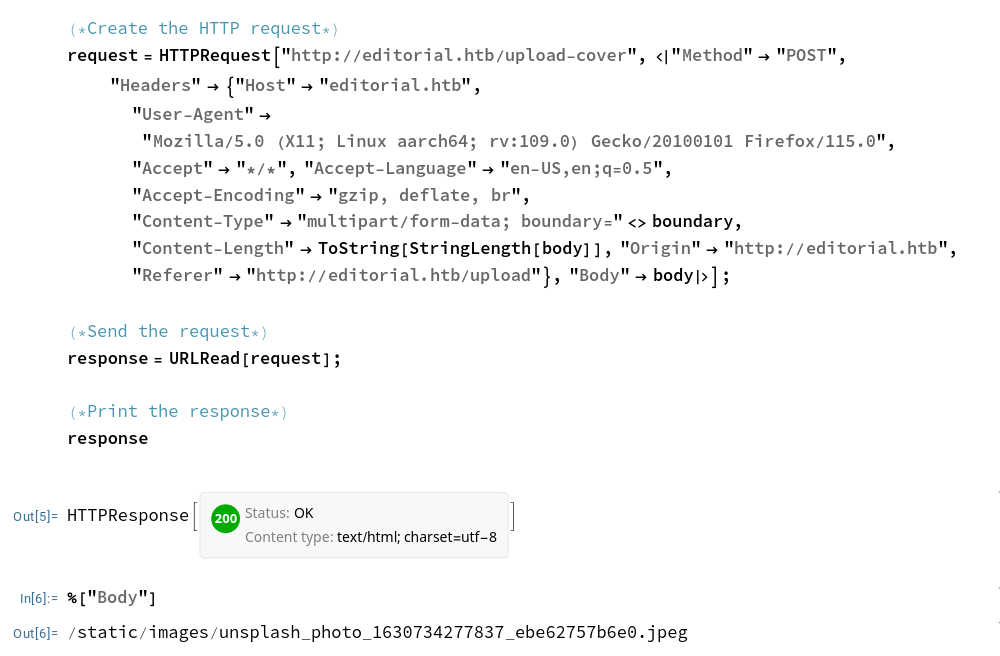 (*Create the HTTP request*)
request = HTTPRequest["http://editorial.htb/upload-cover", <|"Method" → "POST",
"Headers" → {"Host" → "editorial.htb",
"User-Agent" →
"Mozilla/5.0 (X11; Linux aarch64; rv:109.0) Gecko/20100101 Firefox/115.0",
"Accept" → "*/*", "Accept-Language" → "en-US,en;q=0.5",
"Accept-Encoding" → "gzip, deflate, br",
"Content-Type" → "multipart/form-data; boundary=" <> boundary,
"Content-Length" → ToString[StringLength[body]], "Origin" → "http://editorial.htb",
"Referer" → "http://editorial.htb/upload"}, "Body" → body|>];
(*Send the request*)
response = URLRead[request];
(*Print the response*)
response
Out[5]= HTTPResponse[
200 Status: OK
Content type: text/html; charset=utf-8
]
In[6]:= %["Body"]
Out[6]= /static/images/unsplash_photo_1630734277837_ebe62757b6e0.jpeg